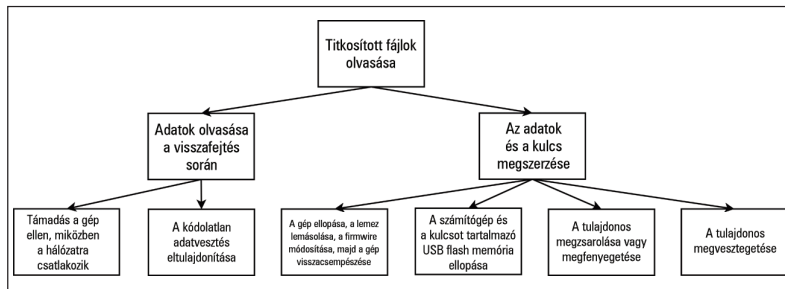 Titkosított fájlok
olvasása
Adatok olvasása
a visszafejtés
során
Az adatok
és a kulcs
megszerzése
Támadás a gép
ellen, miközben
a hálózatra
csatlakozik
A kódolatlan
adatvesztés
eltulajdonítása
A gép ellopása, a lemez
lemásolása, a firmwire
módosítása, majd a gép
visszacsempészése
A számítógép és
a kulcsot tartalmazó
USB flash memória
ellopása
A tulajdonos
megzsarolása vagy
megfenyegetése
A tulajdonos
megvesztegetése